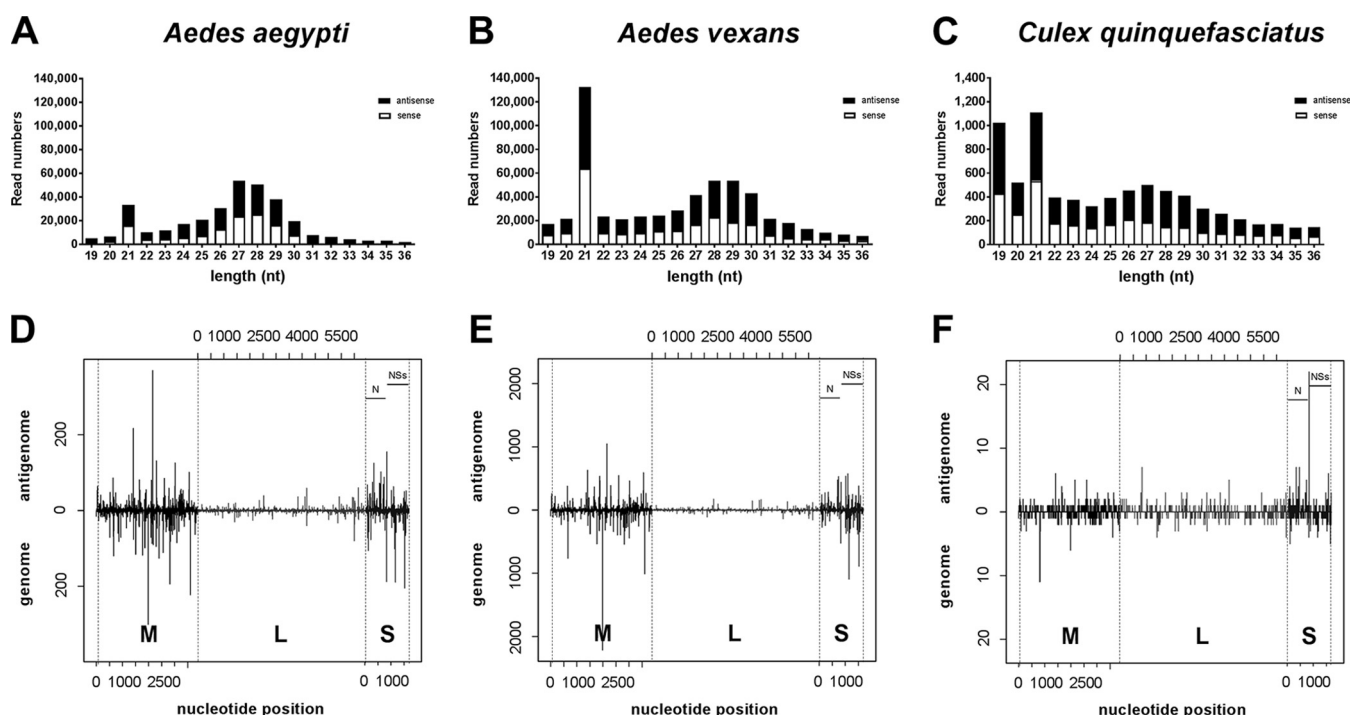 A Aedes aegypti
140,000
120,000
100,000
80,000
60,000
40,000
20,000
0
Read numbers
antisense
sense
19 20 21 22 23 24 25 26 27 28 29 30 31 32 33 34 35 36
length (nt)
B Aedes vexans
140,000
120,000
100,000
80,000
60,000
40,000
20,000
0
Read numbers
antisense
sense
19 20 21 22 23 24 25 26 27 28 29 30 31 32 33 34 35 36
length (nt)
C Culex quinquefasciatus
1,400
1,200
1,000
800
600
400
200
0
Read numbers
antisense
sense
19 20 21 22 23 24 25 26 27 28 29 30 31 32 33 34 35 36
length (nt)
D
0 1000 2500 4000 5500
NSs
N
200
0
200
antigenome
genome
M L S
0 1000 2500 0 1000
nucleotide position
E
0 1000 2500 4000 5500
NSs
N
2000
1000
0
1000
2000
antigenome
genome
M L S
0 1000 2500 0 1000
nucleotide position
F
0 1000 2500 4000 5500
NSs
N
20
10
0
10
20
antigenome
genome
M L S
0 1000 2500 0 1000
nucleotide position